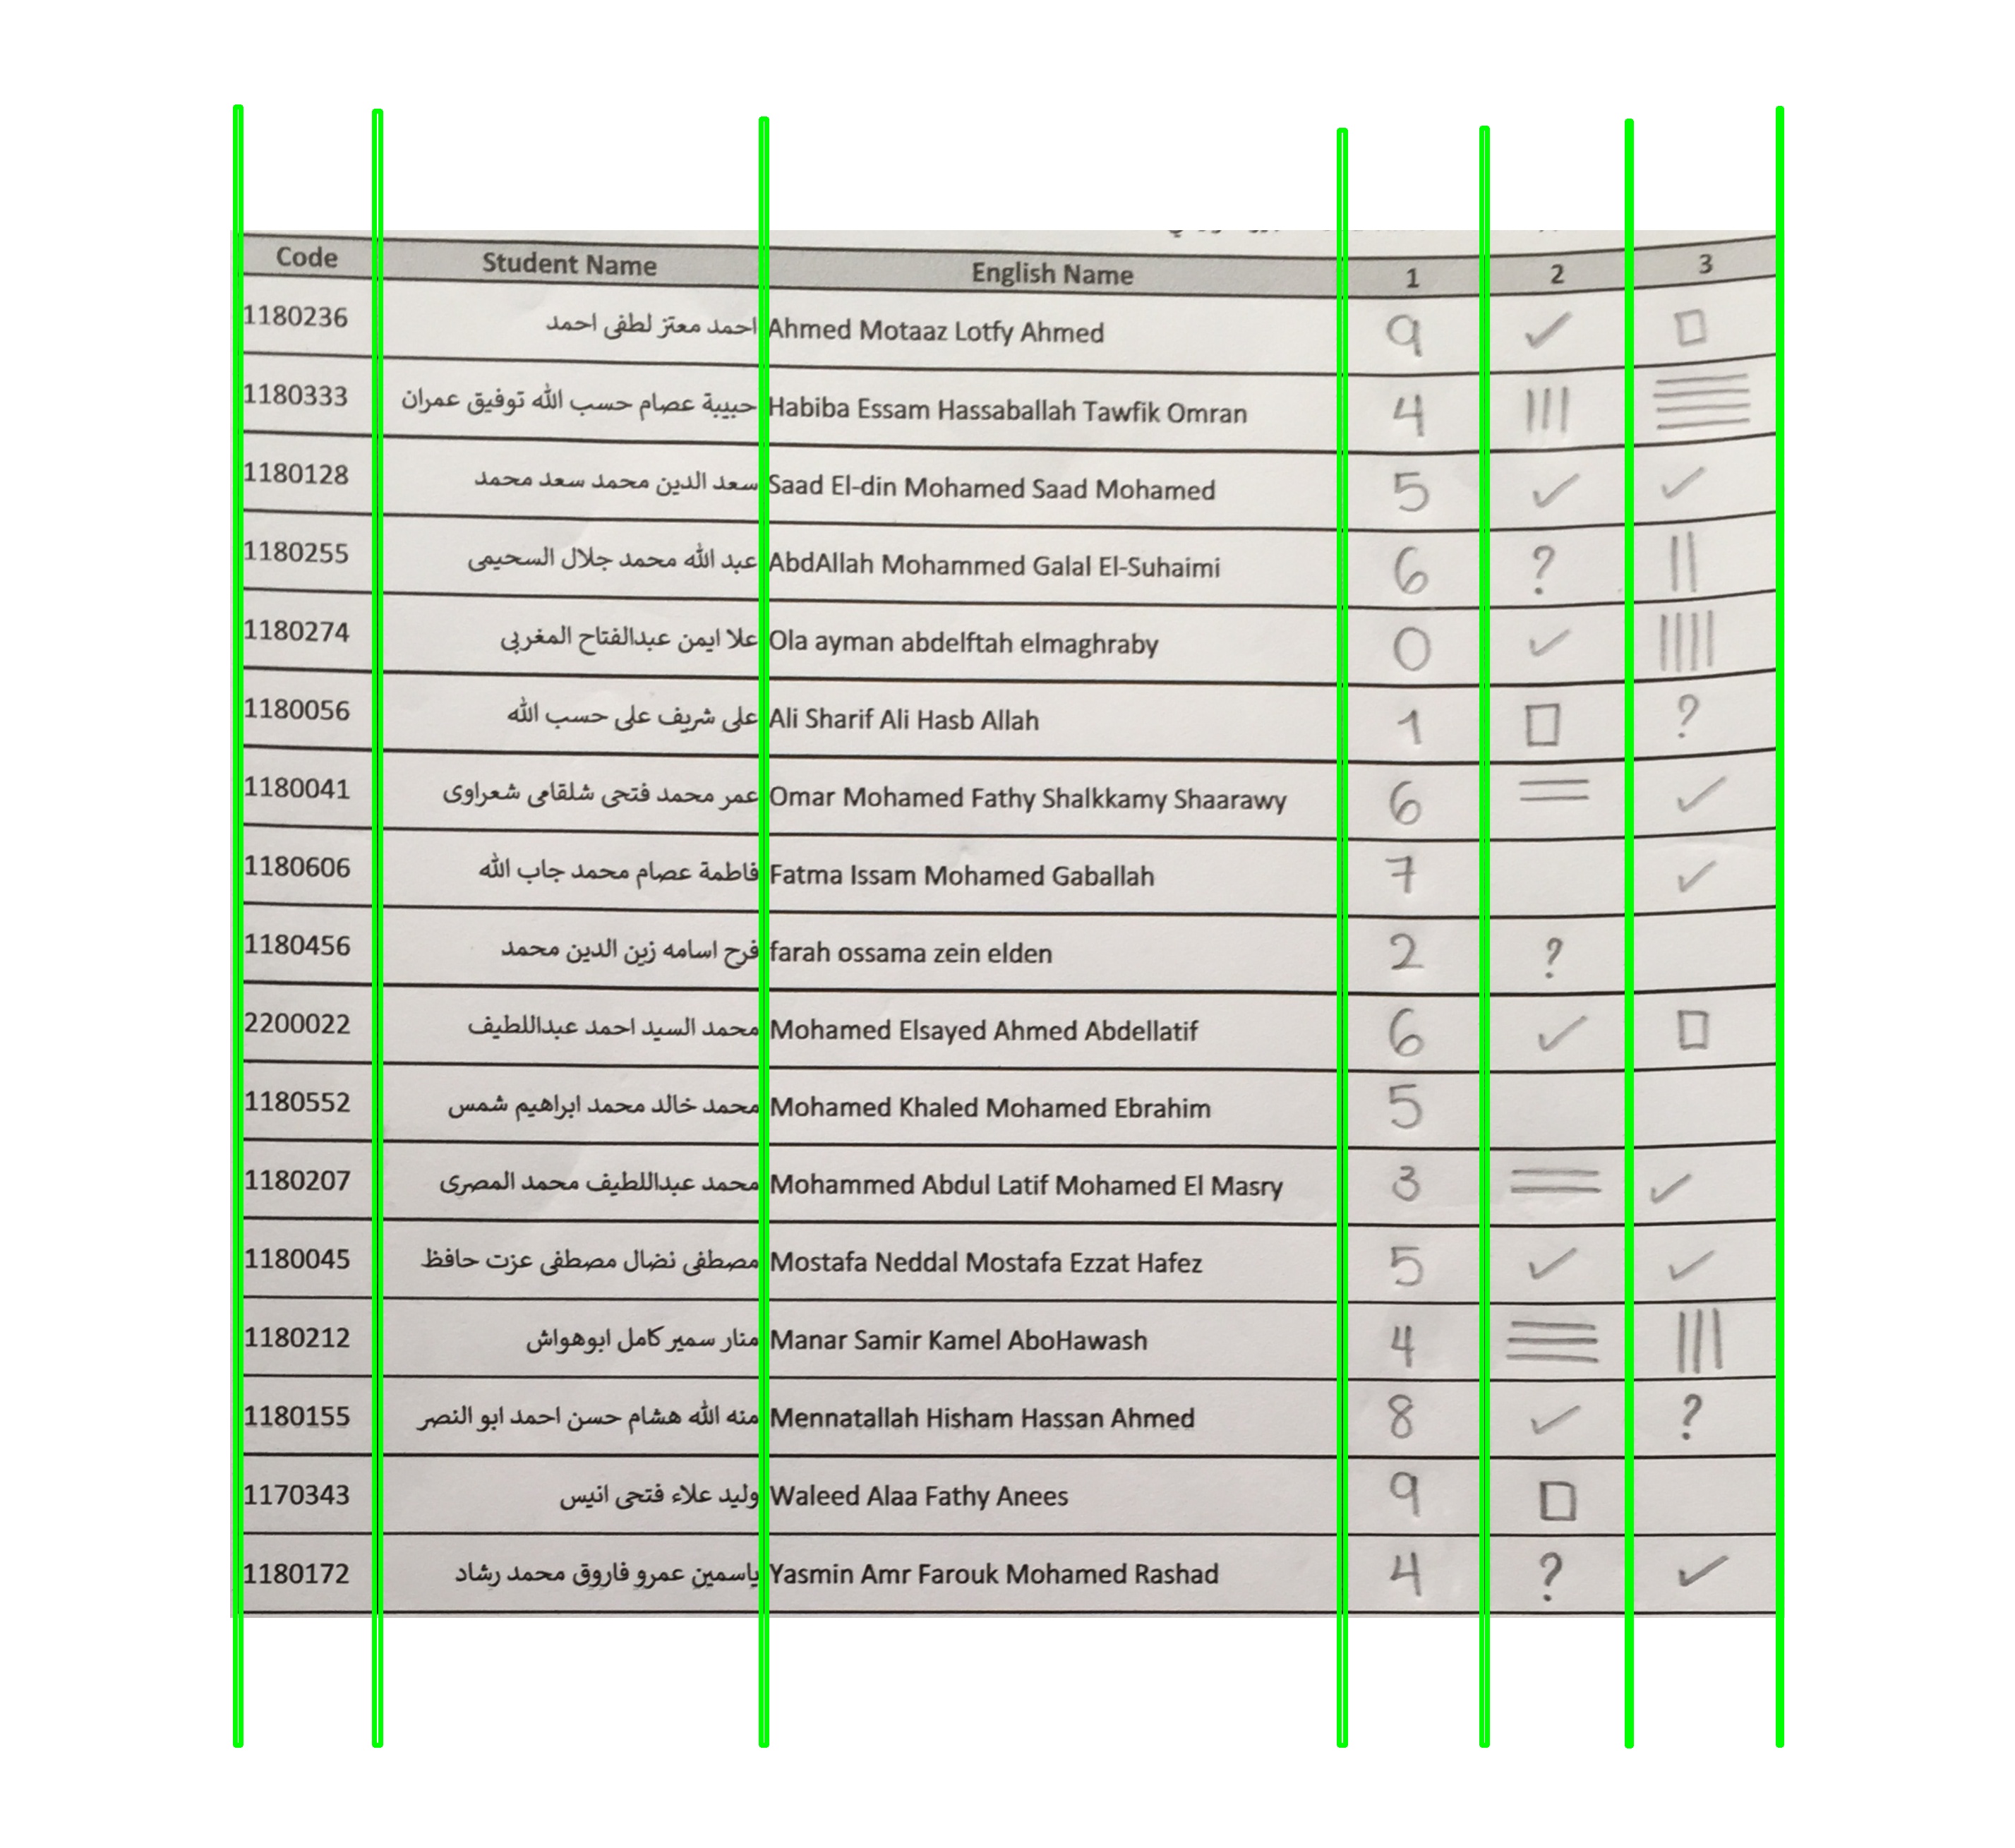 Code Student Name English Name 1 2 3
1180236 احمد معتز لطفى احمد Ahmed Motaaz Lotfy Ahmed 9 ✓ □
1180333 حبيبة عصام حسب الله توفيق عمران Habiba Essam Hassaballah Tawfik Omran 4 |||
1180128 سعد الدين محمد سعد محمد Saad El-din Mohamed Saad Mohamed 5 ✓ ✓
1180255 عبد الله محمد جلال السحيمى AbdAllah Mohammed Galal El-Suhaimi 6 ? ||
1180274 علا ايمن عبدالفتاح المغربى Ola ayman abdelftah elmaghraby 0 ✓ ||||
1180056 على شريف على حسب الله Ali Sharif Ali Hasb Allah 1 □ ?
1180041 عمر محمد فتحى شلقامى شعراوى Omar Mohamed Fathy Shalkkamy Shaarawy 6 = ✓
1180606 فاطمة عصام محمد جاب الله Fatma Issam Mohamed Gaballah 7 ✓
1180456 فرح اسامه زين الدين محمد farah ossama zein elden 2 ?
2200022 محمد السيد احمد عبداللطيف Mohamed Elsayed Ahmed Abdellatif 6 ✓ □
1180552 محمد خالد محمد ابراهيم شمس Mohamed Khaled Mohamed Ebrahim 5
1180207 محمد عبداللطيف محمد المصرى Mohammed Abdul Latif Mohamed El Masry 3 = ✓
1180045 مصطفى نضال مصطفى عزت حافظ Mostafa Neddal Mostafa Ezzat Hafez 5 ✓ ✓
1180212 منار سمير كامل ابوهواش Manar Samir Kamel AboHawash 4 ≡ |||
1180155 منه الله هشام حسن احمد ابو النصر Mennatallah Hisham Hassan Ahmed 8 ✓ ?
1170343 وليد علاء فتحى انيس Waleed Alaa Fathy Anees 9 □
1180172 ياسمين عمرو فاروق محمد رشاد Yasmin Amr Farouk Mohamed Rashad 4 ? ✓